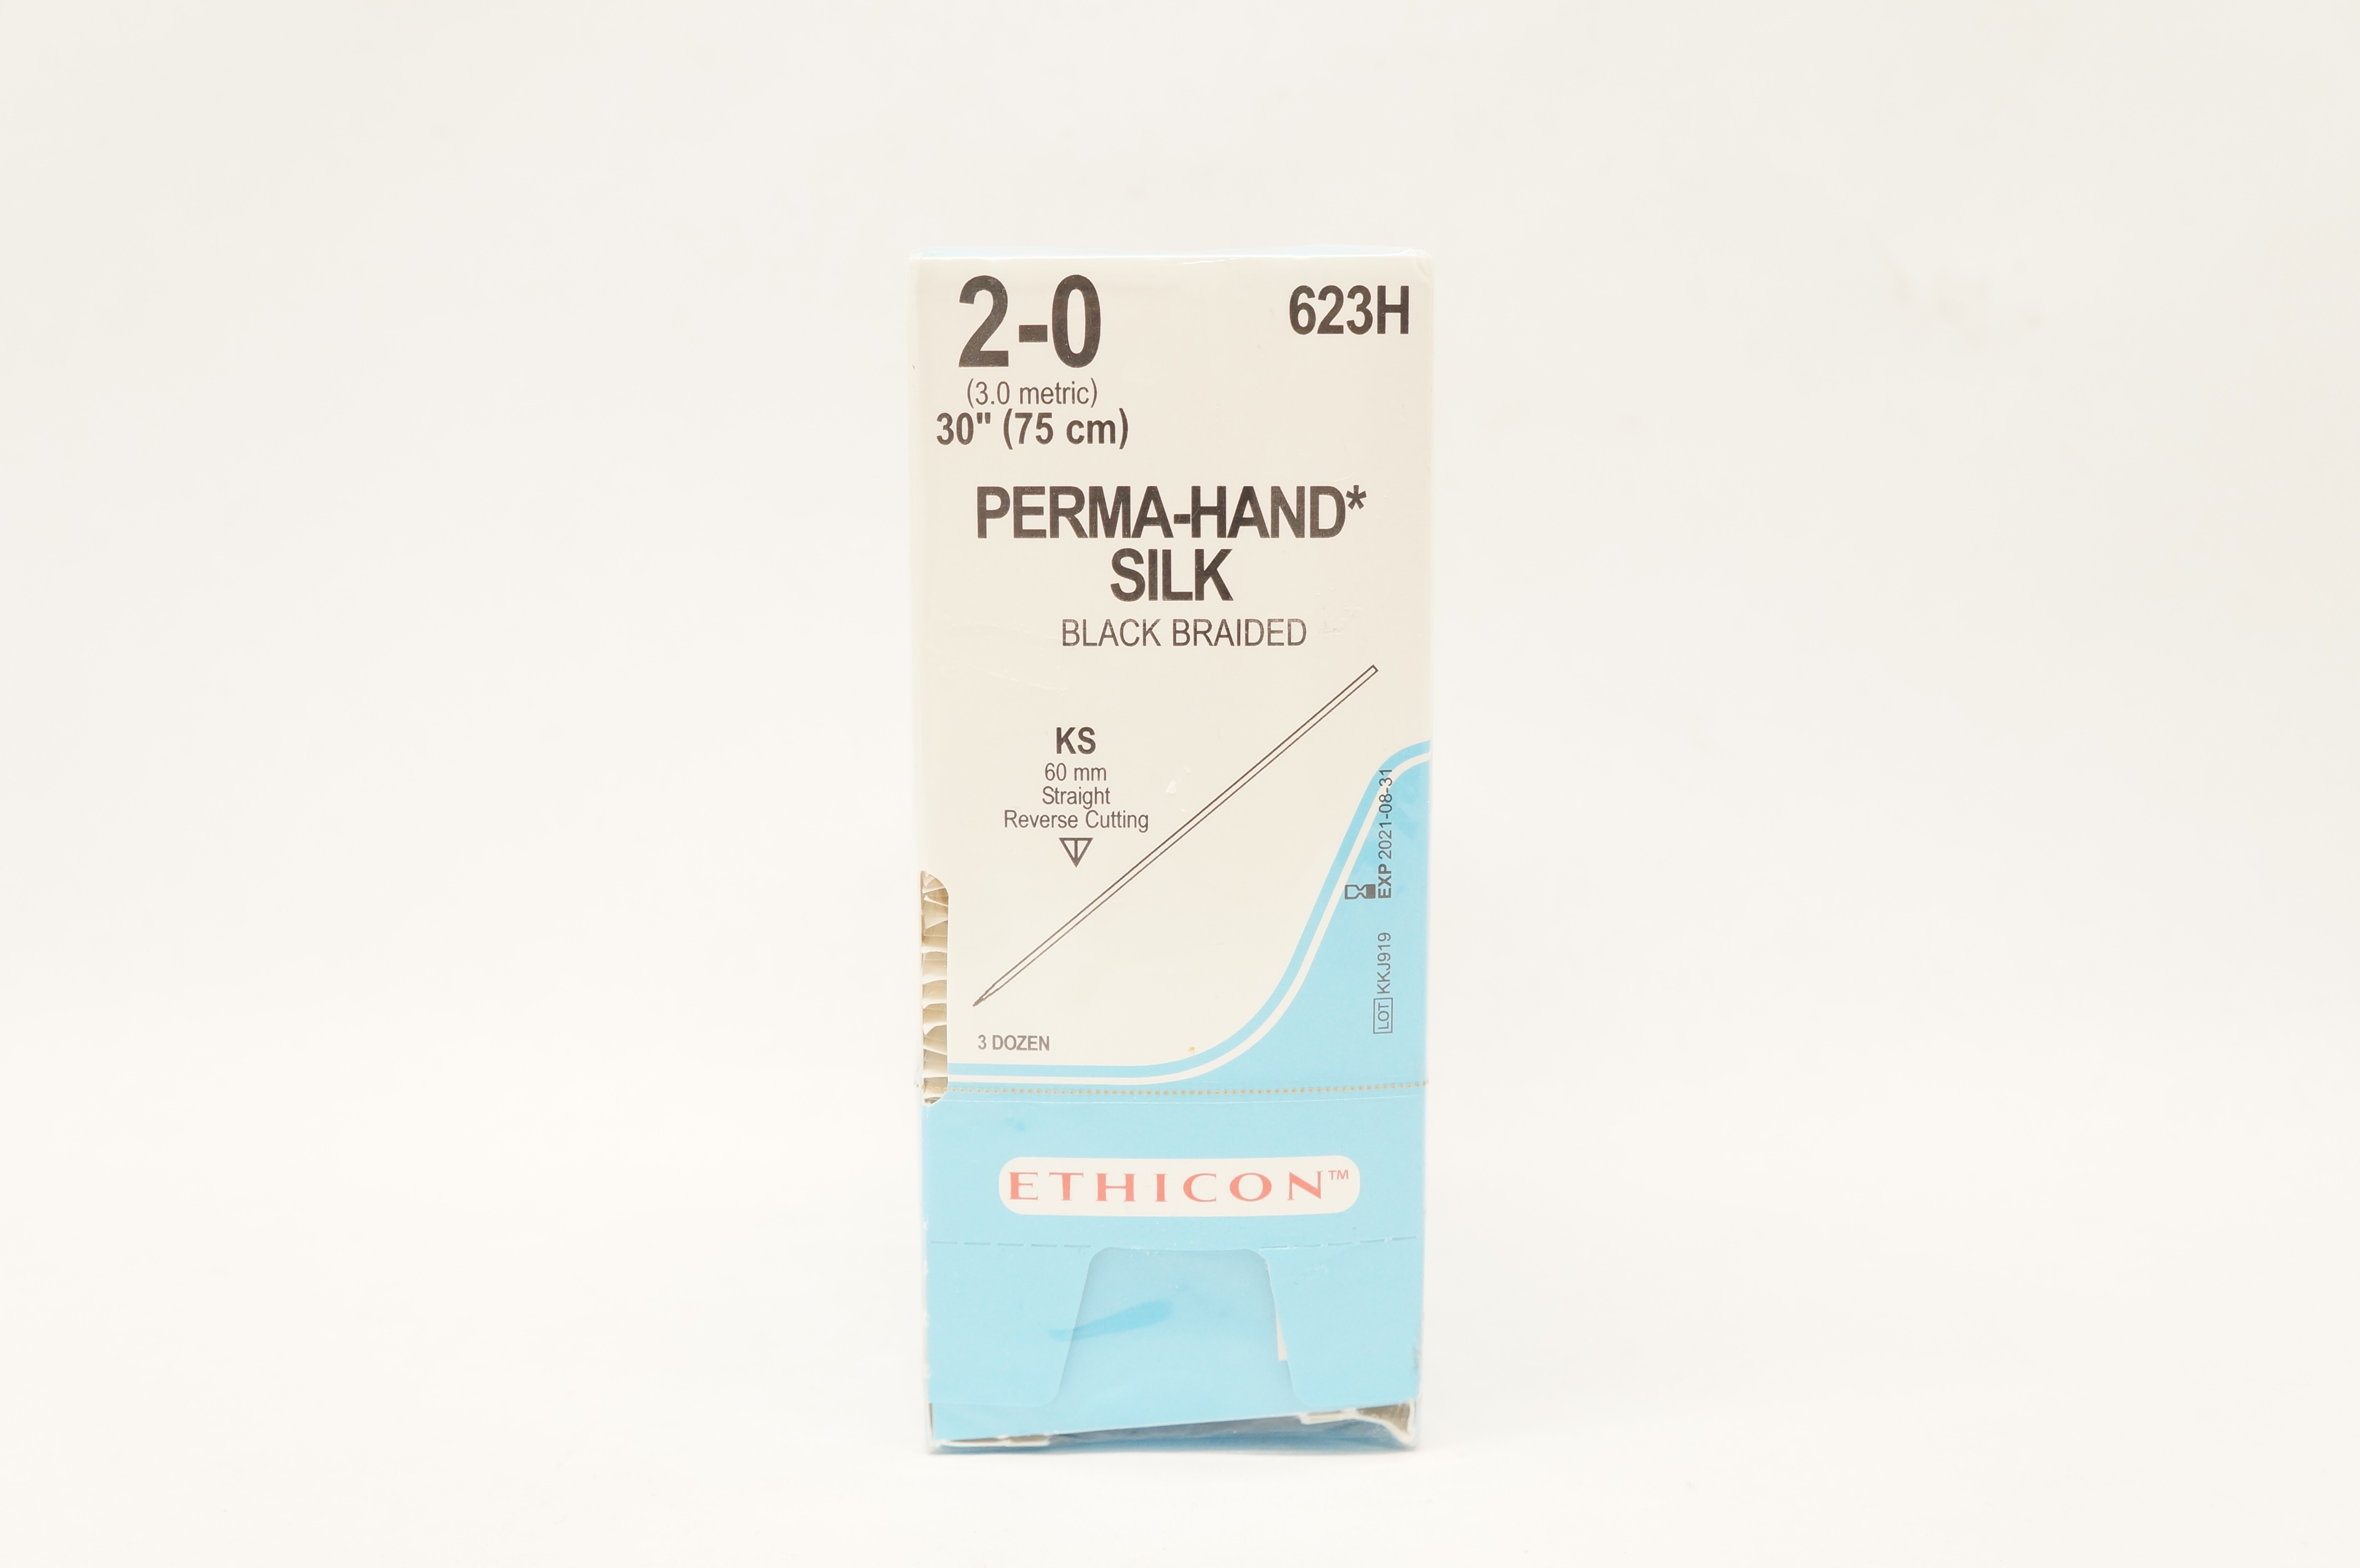 2-0
623H
(3.0 metric)
30" (75 cm)
PERMA-HAND*
SILK
BLACK BRAIDED
KS
60 mm
Straight
Reverse Cutting
EXP 2021-08-31
LOT KKJ919
3 DOZEN
ETHICON™